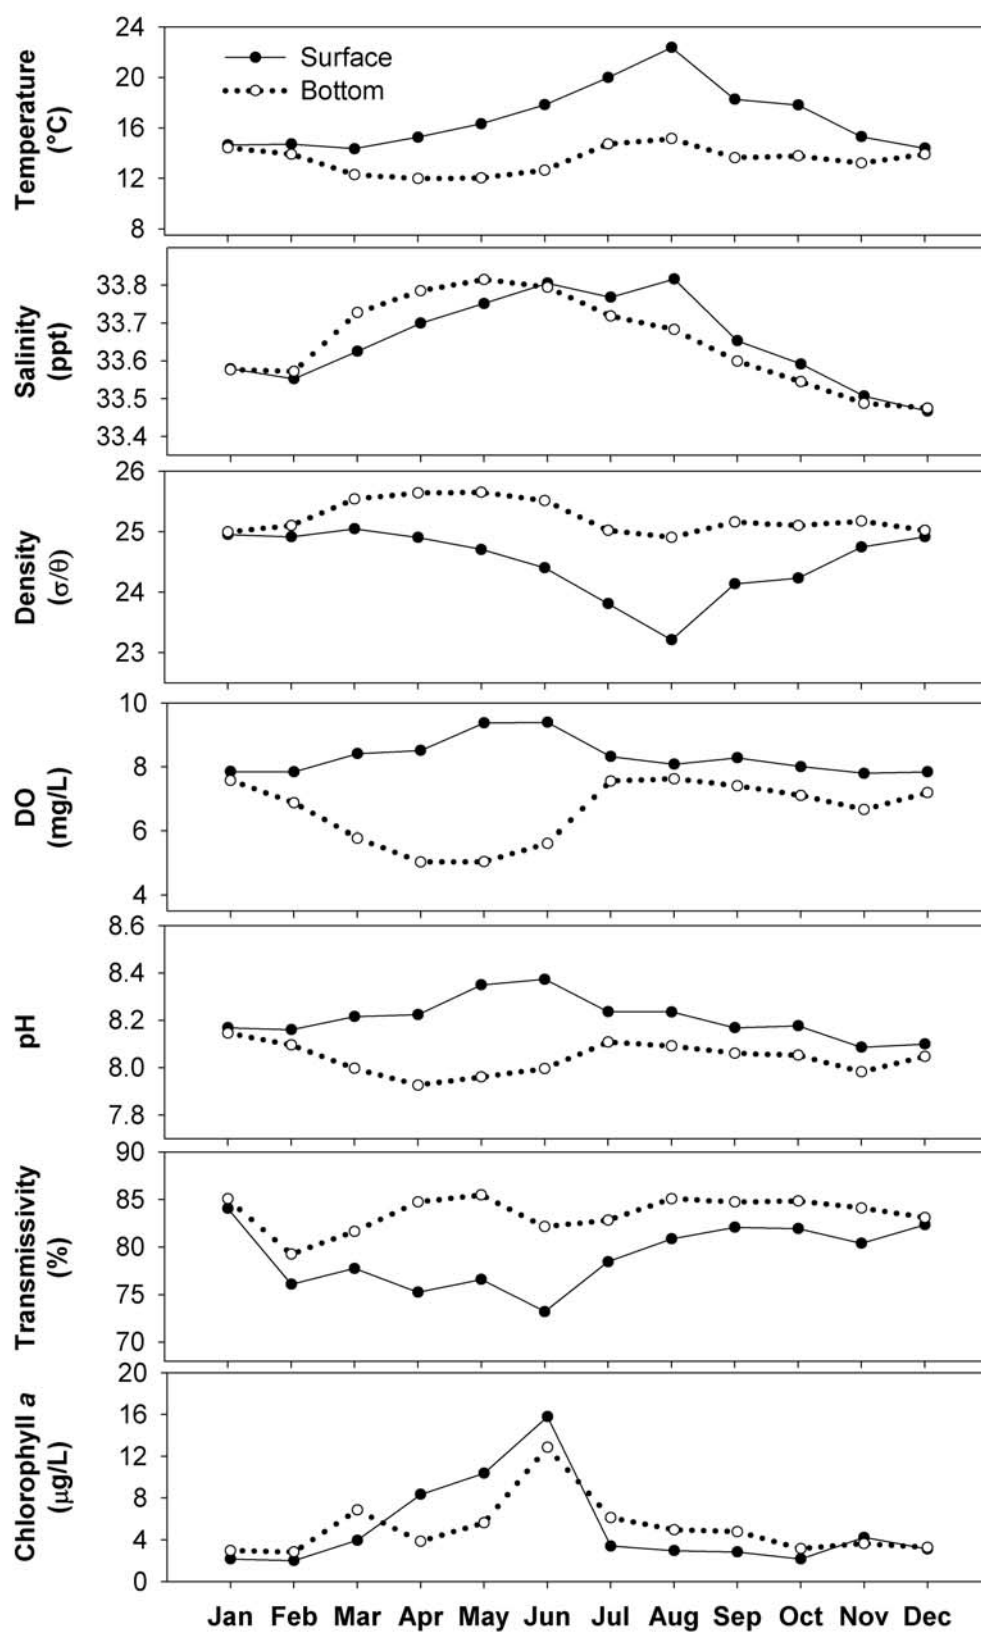 Temperature
(°C)
24
20
16
12
8
Surface
Bottom
Salinity
(ppt)
33.8
33.7
33.6
33.5
33.4
Density
(σ/θ)
26
25
24
23
DO
(mg/L)
10
8
6
4
pH
8.6
8.4
8.2
8.0
7.8
Transmissivity
(%)
90
85
80
75
70
Chlorophyll a
(µg/L)
20
16
12
8
4
0
Jan Feb Mar Apr May Jun Jul Aug Sep Oct Nov Dec